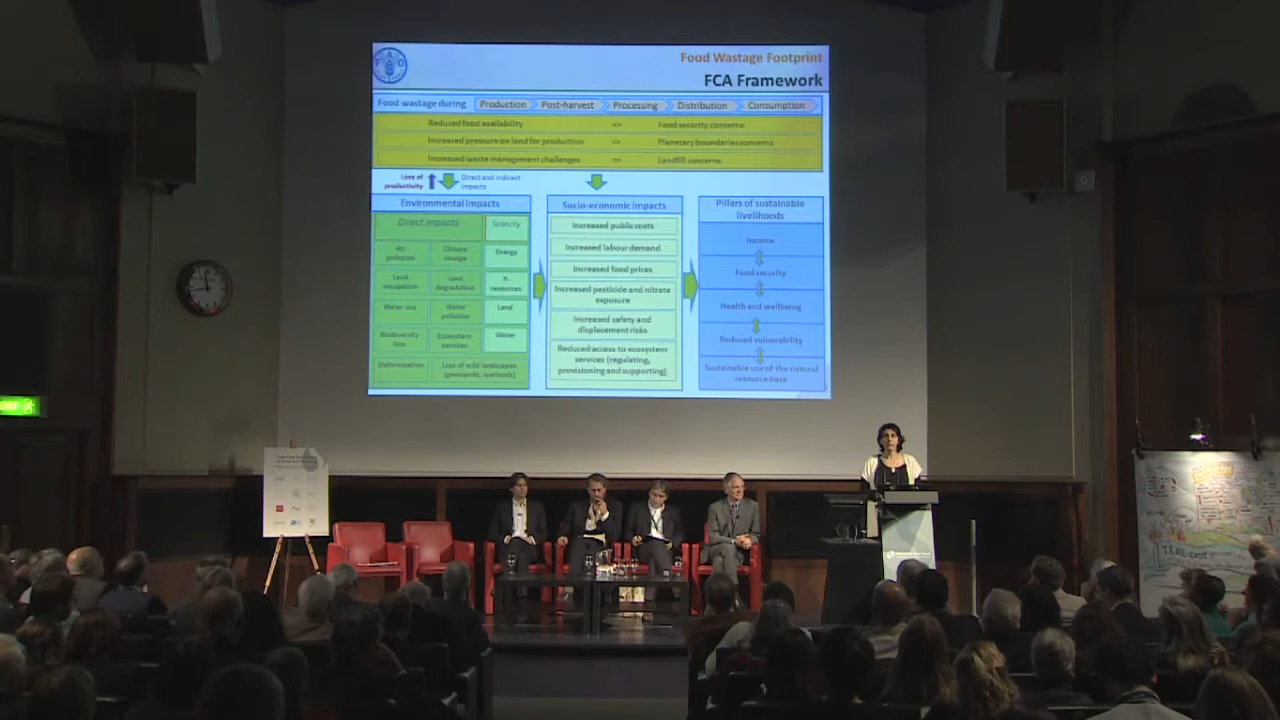 FAO
Food Wastage Footprint
FCA Framework
Food wastage during Production Post-harvest Processing Distribution Consumption
Reduced food availability => Food security concerns
Increased pressure on land for production => Planetary boundaries concerns
Increased waste management challenges => Landfill concerns
Loss of productivity
Direct and indirect impacts
Environmental impacts
Direct impacts Scarcity
Air pollution Climate change Energy
Land occupation Land degradation P-resources
Water use Water pollution Land
Biodiversity loss Ecosystem services Water
Deforestation Loss of wild landscapes (grasslands, wetlands)
Socio-economic impacts
Increased public costs
Increased labour demand
Increased food prices
Increased pesticide and nitrate
exposure
Increased safety and
displacement risks
Reduced access to ecosystem
services (regulating,
provisioning and supporting)
Pillars of sustainable
livelihoods
Income
Food security
Health and wellbeing
Reduced vulnerability
Sustainable use of the natural
resource base
TRUE COST